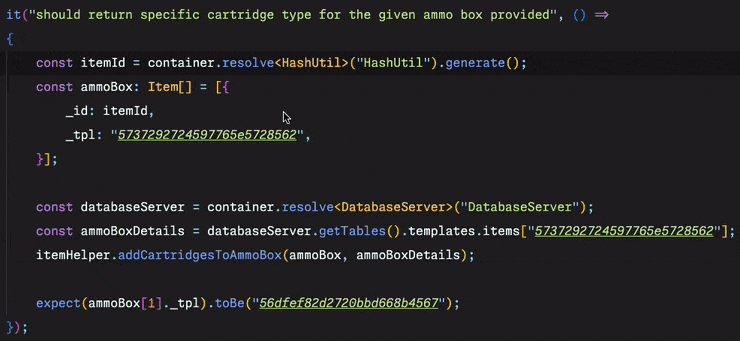 it("should return specific cartridge type for the given ammo box provided", () =>
{
const itemId = container.resolve<HashUtil>("HashUtil").generate();
const ammoBox: Item[] = [{
_id: itemId,
_tpl: "5737292724597765e5728562",
}];
const databaseServer = container.resolve<DatabaseServer>("DatabaseServer");
const ammoBoxDetails = databaseServer.getTables().templates.items["5737292724597765e5728562"];
itemHelper.addCartridgesToAmmoBox(ammoBox, ammoBoxDetails);
expect(ammoBox[1]._tpl).toBe("56dfef82d2720bbd668b4567");
});